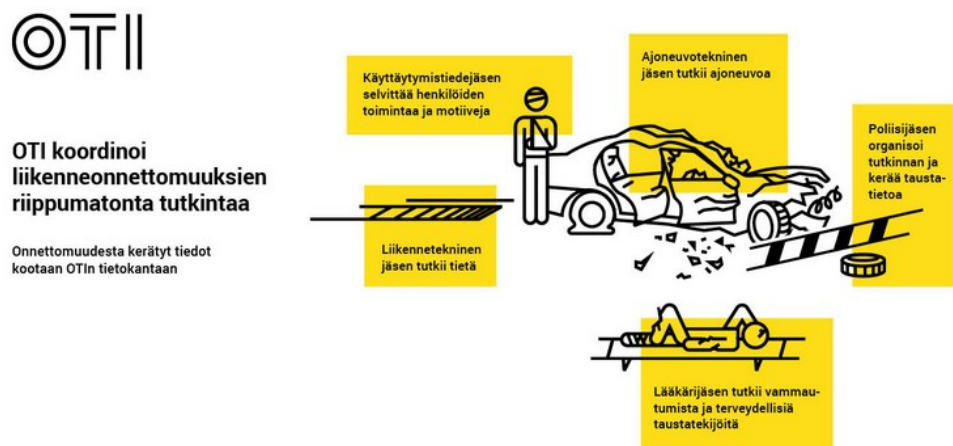 OTI
OTI koordinoi
liikenneonnettomuuksien
riippumatonta tutkintaa
Onnettomuudesta kerätyt tiedot
kootaan OTIn tietokantaan
Käyttäytymistiedejäsen
selvittää henkilöiden
toimintaa ja motiiveja
Ajoneuvotekninen
jäsen tutkii ajoneuvoa
Poliisijäsen
organisoi
tutkinnan ja
kerää tausta-
tietoa
Liikennetekninen
jäsen tutkii tietä
Lääkärijäsen tutkii vammau-
tumista ja terveydellisiä
taustatekijöitä